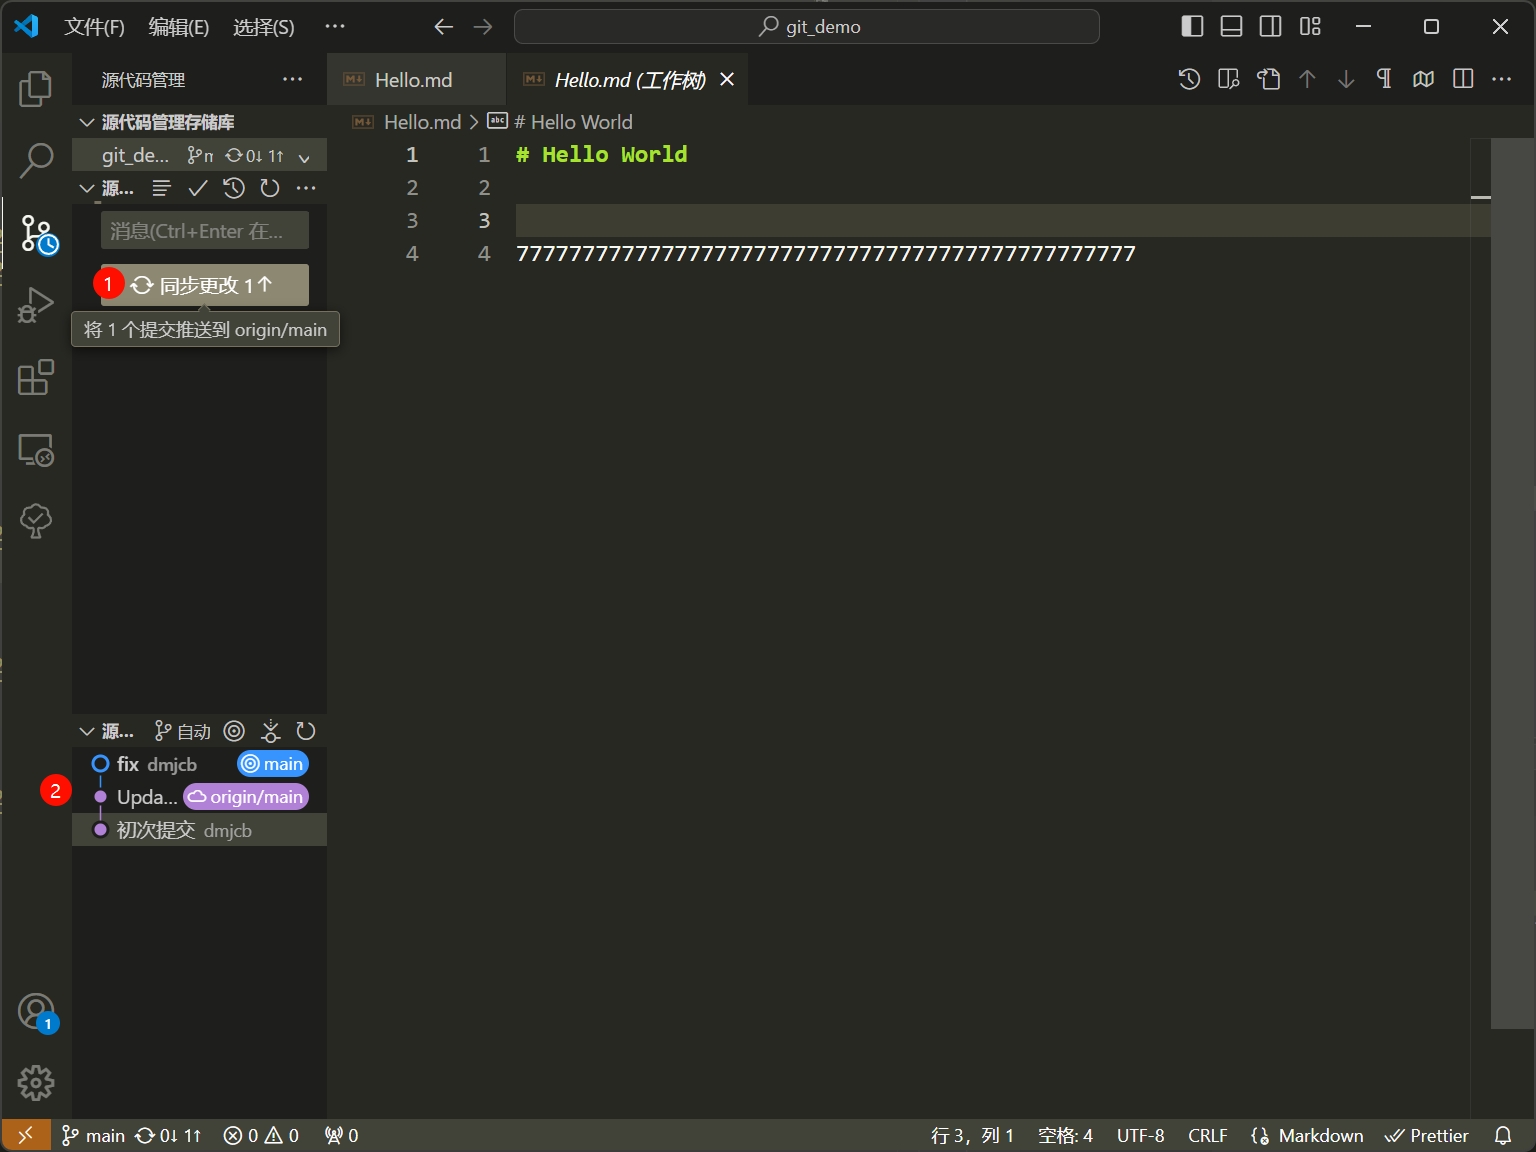 文件(F) 编辑(E) 选择(S) ··· git_demo
源代码管理 ···
Hello.md
Hello.md (工作树)
源代码管理存储库
Hello.md > # Hello World
git_de... 0↓ 1↑
源... ···
消息(Ctrl+Enter 在...
1 同步更改 1↑
将 1 个提交推送到 origin/main
1 1 # Hello World
2 2
3 3
4 4 77777777777777777777777777777777777777777777777
源... 自动
fix dmjcb main
2 Upda... origin/main
初次提交 dmjcb
1
main 0↓ 1↑ 0 0 0
行 3，列 1 空格: 4 UTF-8 CRLF Markdown Prettier